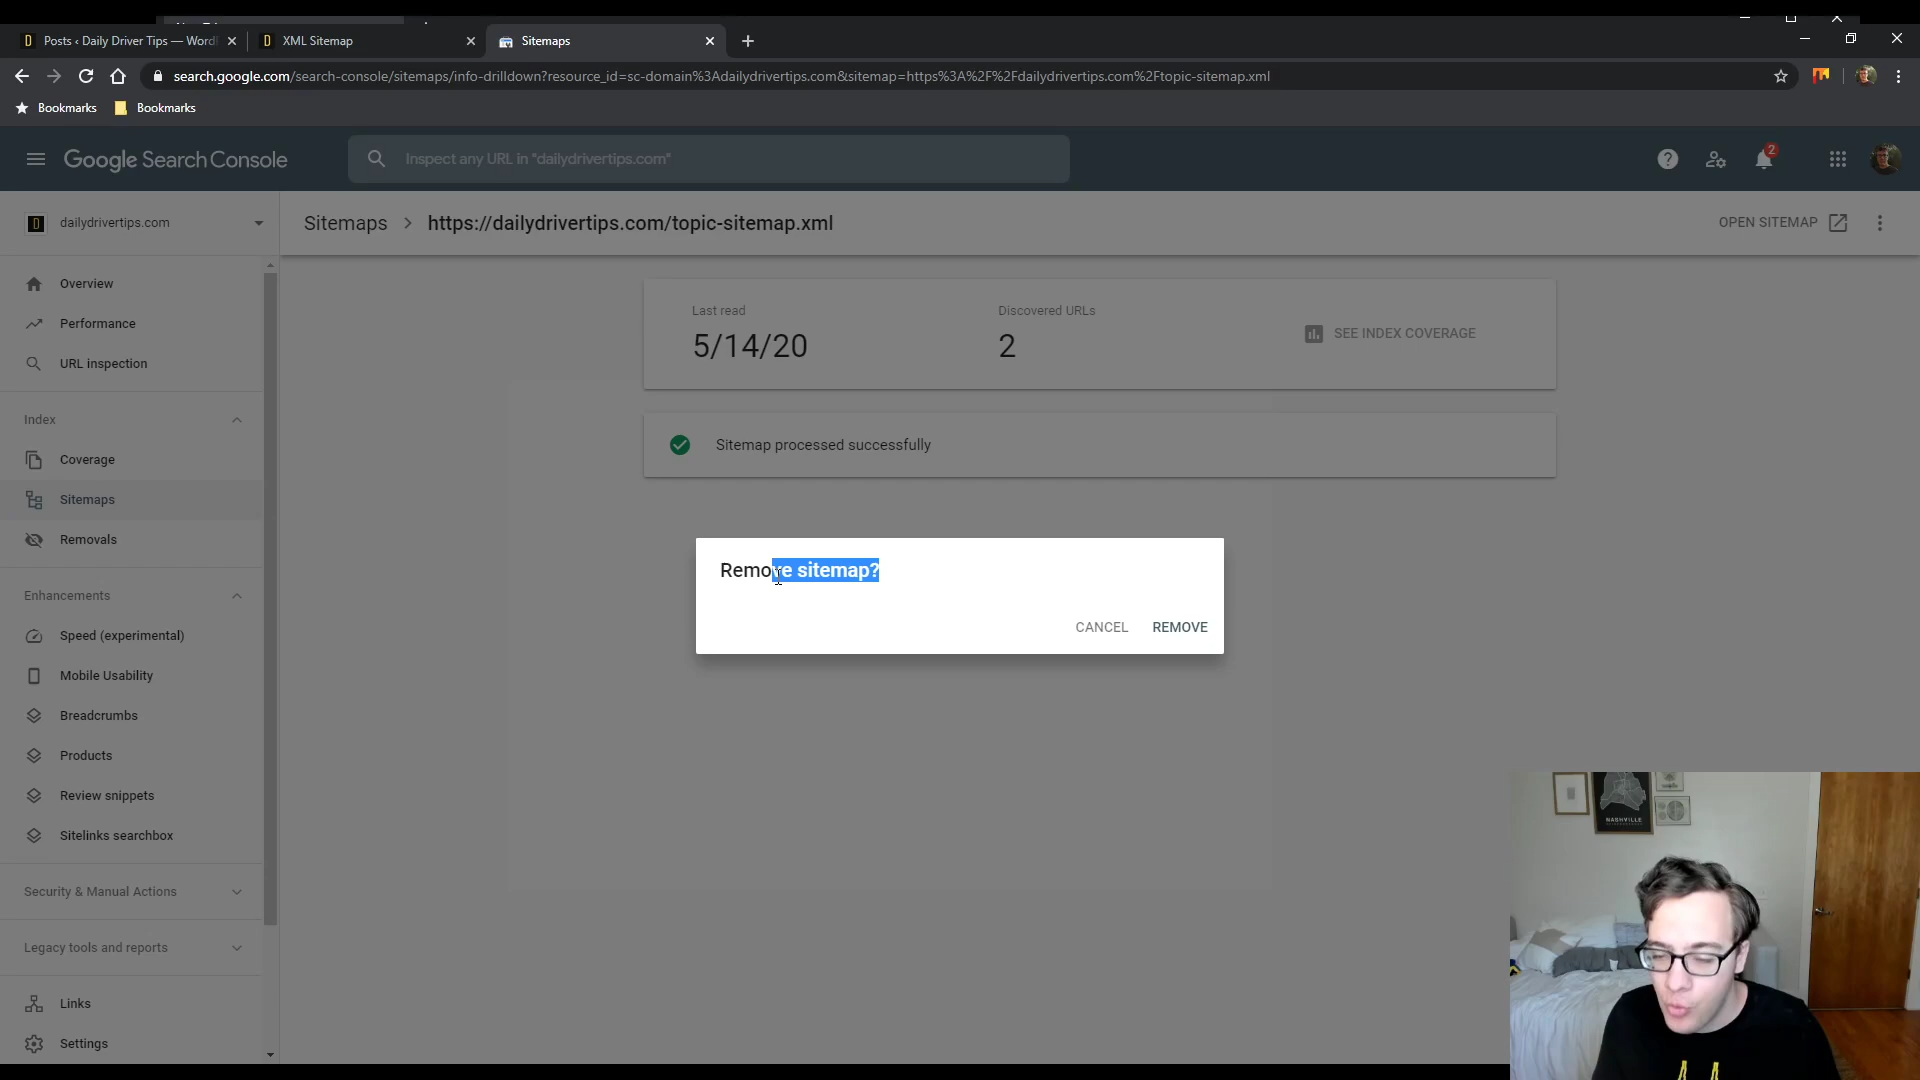 Posts ‹ Daily Driver Tips — Word
XML Sitemap
Sitemaps
search.google.com/search-console/sitemaps/info-drilldown?resource_id=sc-domain%3Adailydrivertips.com&sitemap=https%3A%2F%2Fdailydrivertips.com%2Ftopic-sitemap.xml
Bookmarks
Bookmarks
Google Search Console
Inspect any URL in "dailydrivertips.com"
2
D dailydrivertips.com
Sitemaps > https://dailydrivertips.com/topic-sitemap.xml
OPEN SITEMAP
Overview
Performance
URL inspection
Index
Coverage
Sitemaps
Removals
Enhancements
Speed (experimental)
Mobile Usability
Breadcrumbs
Products
Review snippets
Sitelinks searchbox
Security & Manual Actions
Legacy tools and reports
Links
Settings
Last read
5/14/20
Discovered URLs
2
SEE INDEX COVERAGE
Sitemap processed successfully
Remove sitemap?
CANCEL
REMOVE
NASHVILLE